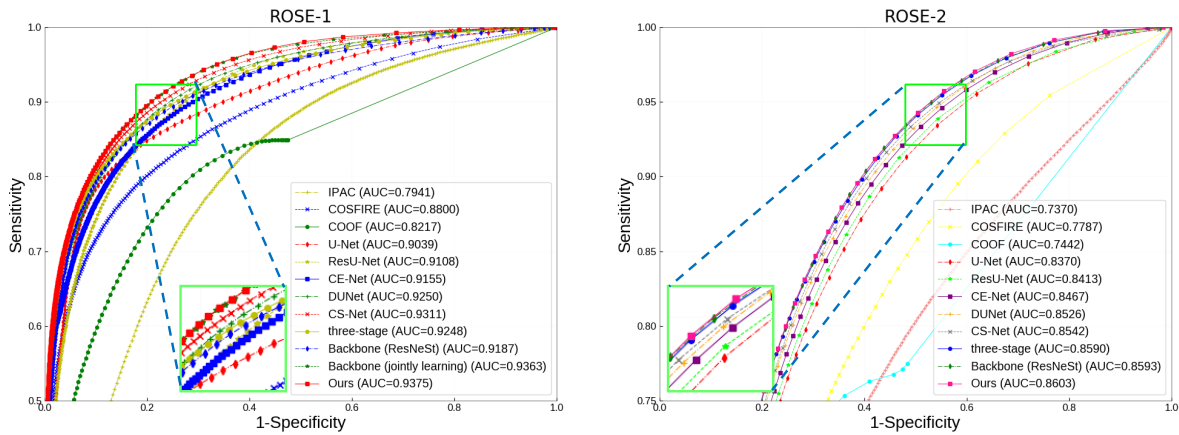 ROSE-1
Sensitivity
1.0
0.9
0.8
0.7
0.6
0.5
IPAC (AUC=0.7941)
COSFIRE (AUC=0.8800)
COOF (AUC=0.8217)
U-Net (AUC=0.9039)
ResU-Net (AUC=0.9108)
CE-Net (AUC=0.9155)
DUNet (AUC=0.9250)
CS-Net (AUC=0.9311)
three-stage (AUC=0.9248)
Backbone (ResNeSt) (AUC=0.9187)
Backbone (jointly learning) (AUC=0.9363)
Ours (AUC=0.9375)
0.0 0.2 0.4 0.6 0.8 1.0
1-Specificity
ROSE-2
Sensitivity
1.00
0.95
0.90
0.85
0.80
0.75
IPAC (AUC=0.7370)
COSFIRE (AUC=0.7787)
COOF (AUC=0.7442)
U-Net (AUC=0.8370)
ResU-Net (AUC=0.8413)
CE-Net (AUC=0.8467)
DUNet (AUC=0.8526)
CS-Net (AUC=0.8542)
three-stage (AUC=0.8590)
Backbone (ResNeSt) (AUC=0.8593)
Ours (AUC=0.8603)
0.0 0.2 0.4 0.6 0.8 1.0
1-Specificity